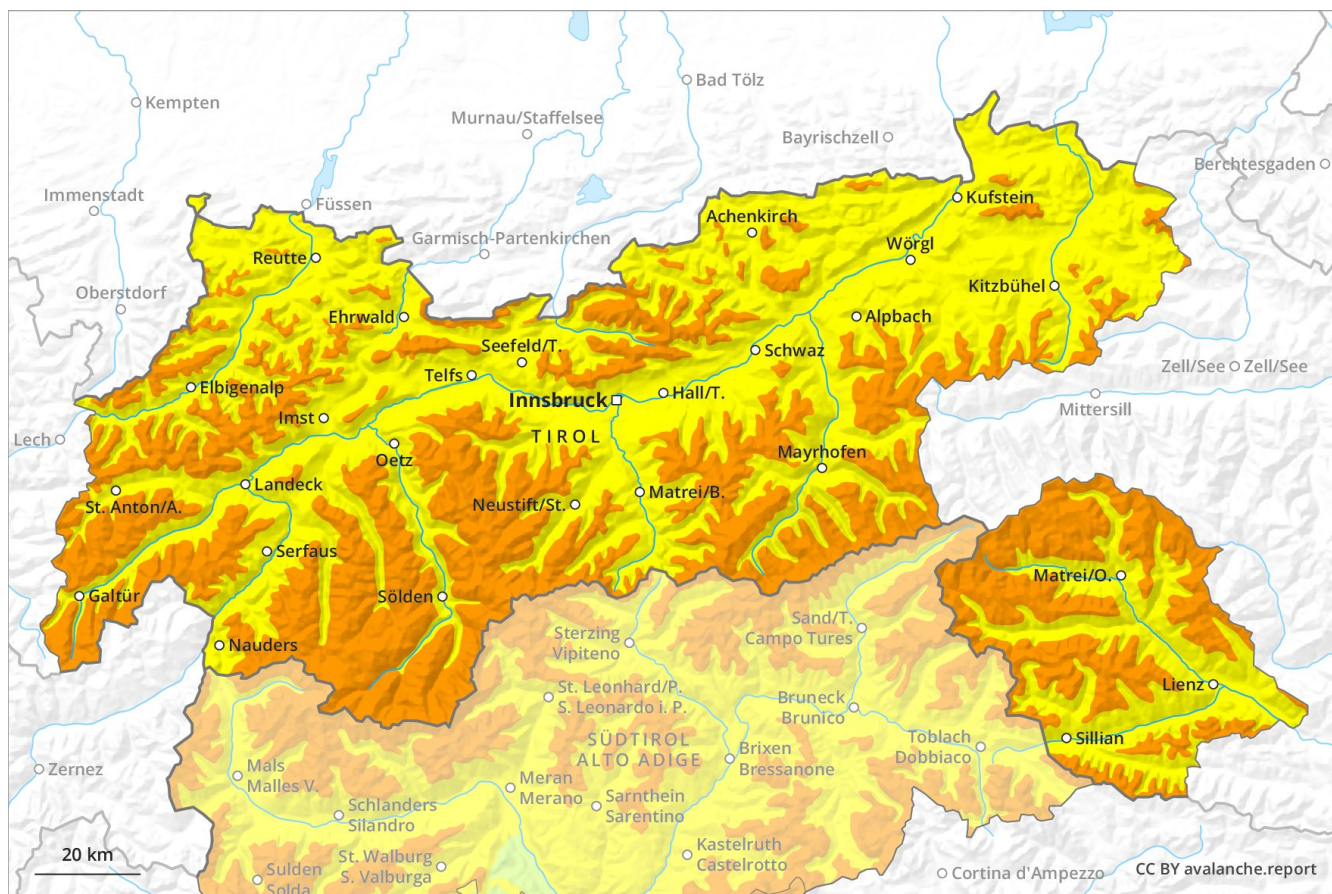 Kempten
Bad Tölz
Murnau/Staffelsee
Bayrischzell
Berchtesgaden
Immenstadt
Füssen
Kufstein
Achenkirch
Garmisch-Partenkirchen
Wörgl
Reutte
Oberstdorf
Kitzbühel
Ehrwald
Alpbach
Seefeld/T.
Schwaz
Zell/See
Zell/See
Telfs
Elbigenalp
Hall/T.
Mittersill
Innsbruck
Imst
TIROL
Lech
Oetz
Mayrhofen
Landeck
Matrei/B.
St. Anton/A.
Neustift/St.
Serfaus
Matrei/O.
Galtür
Sölden
Sand/T.
Campo Tures
Sterzing
Vipiteno
Nauders
Lienz
St. Leonhard/P.
S. Leonardo i. P.
Bruneck
Brunico
SÜDTIROL
ALTO ADIGE
Toblach
Dobbiaco
Sillian
Brixen
Bressanone
Zernez
Mals
Malles V.
Meran
Merano
Sarnthein
Sarentino
Schlanders
Silandro
Kastelruth
Castelrotto
20 km
St. Walburg
S. Valburga
Sulden
Solda
Cortina d'Ampezzo
CC BY avalanche.report